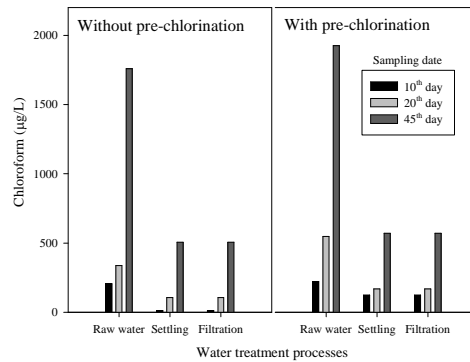 Without pre-chlorination
With pre-chlorination
Sampling date
10th day
20th day
45th day
Chloroform (µg/L)
2000
1500
1000
500
0
Raw water Settling Filtration Raw water Settling Filtration
Water treatment processes